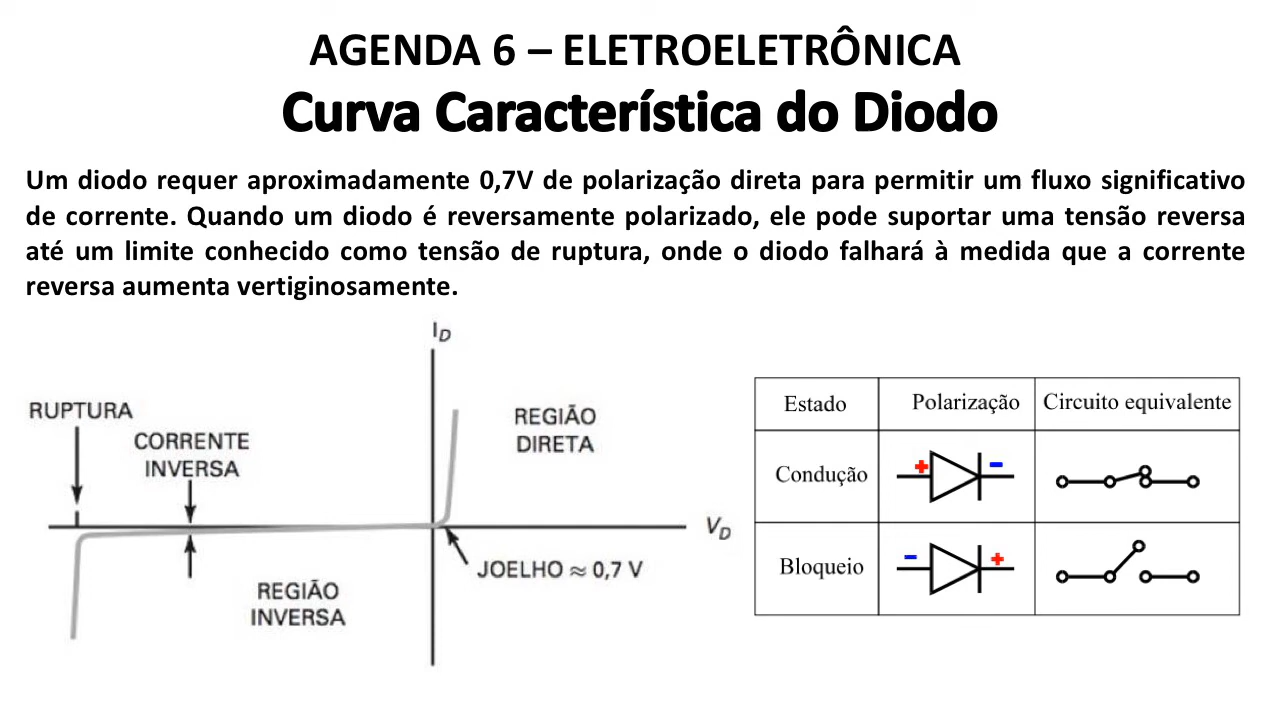 AGENDA 6 – ELETROELETRÔNICA
Curva Característica do Diodo
Um diodo requer aproximadamente 0,7V de polarização direta para permitir um fluxo significativo
de corrente. Quando um diodo é reversamente polarizado, ele pode suportar uma tensão reversa
até um limite conhecido como tensão de ruptura, onde o diodo falhará à medida que a corrente
reversa aumenta vertiginosamente.
I_D
RUPTURA
CORRENTE
INVERSA
REGIÃO
DIRETA
V_D
JOELHO ≈ 0,7 V
REGIÃO
INVERSA
Estado Polarização Circuito equivalente
Condução + -
Bloqueio - +